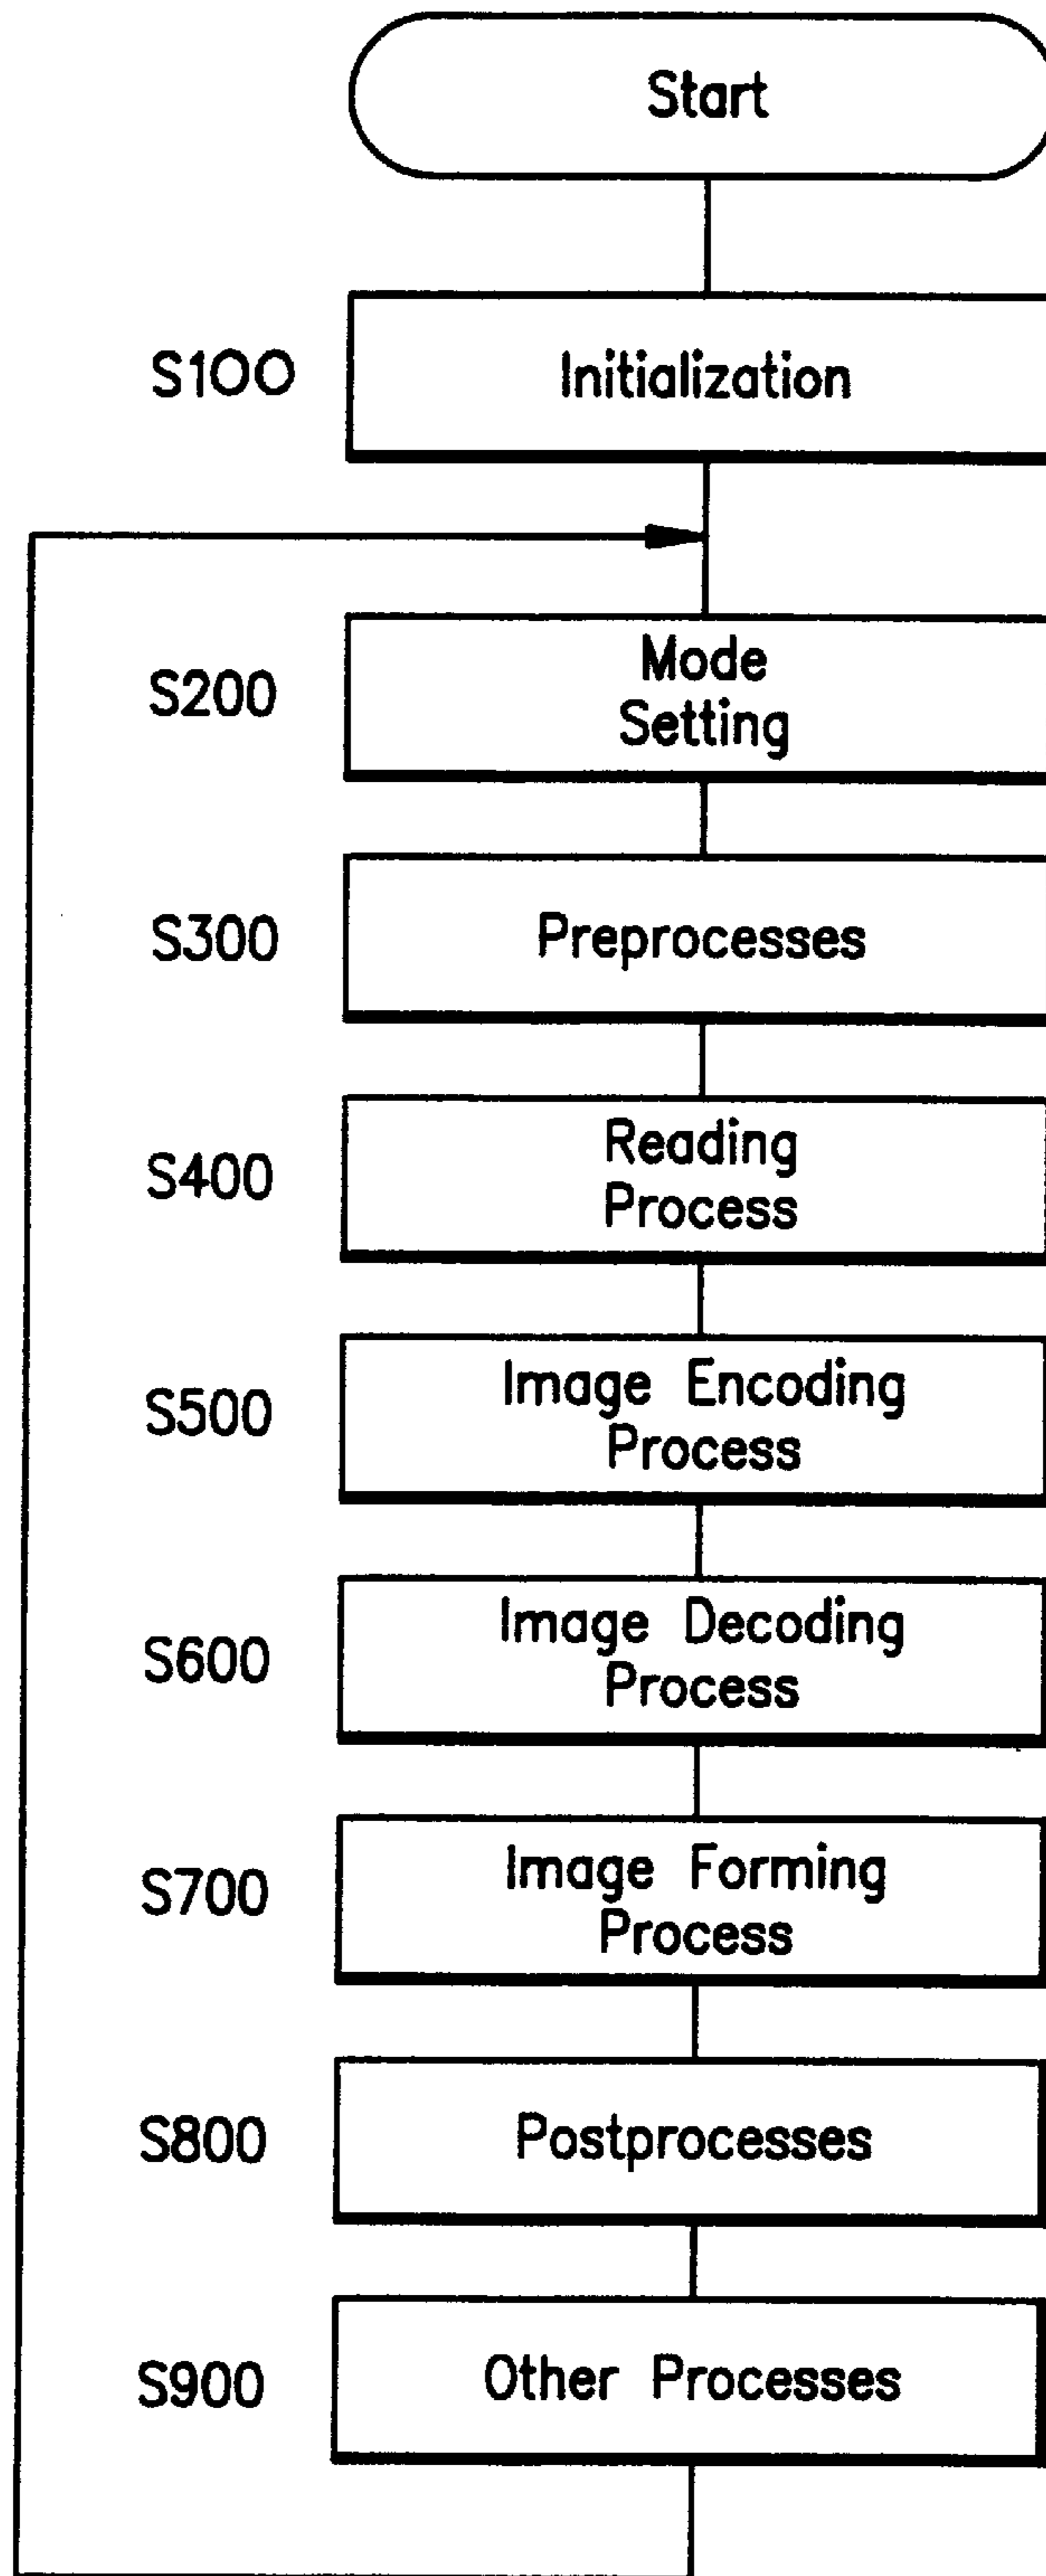 Start
S100 Initialization
S200 Mode
Setting
S300 Preprocesses
S400 Reading
Process
S500 Image Encoding
Process
S600 Image Decoding
Process
S700 Image Forming
Process
S800 Postprocesses
S900 Other Processes